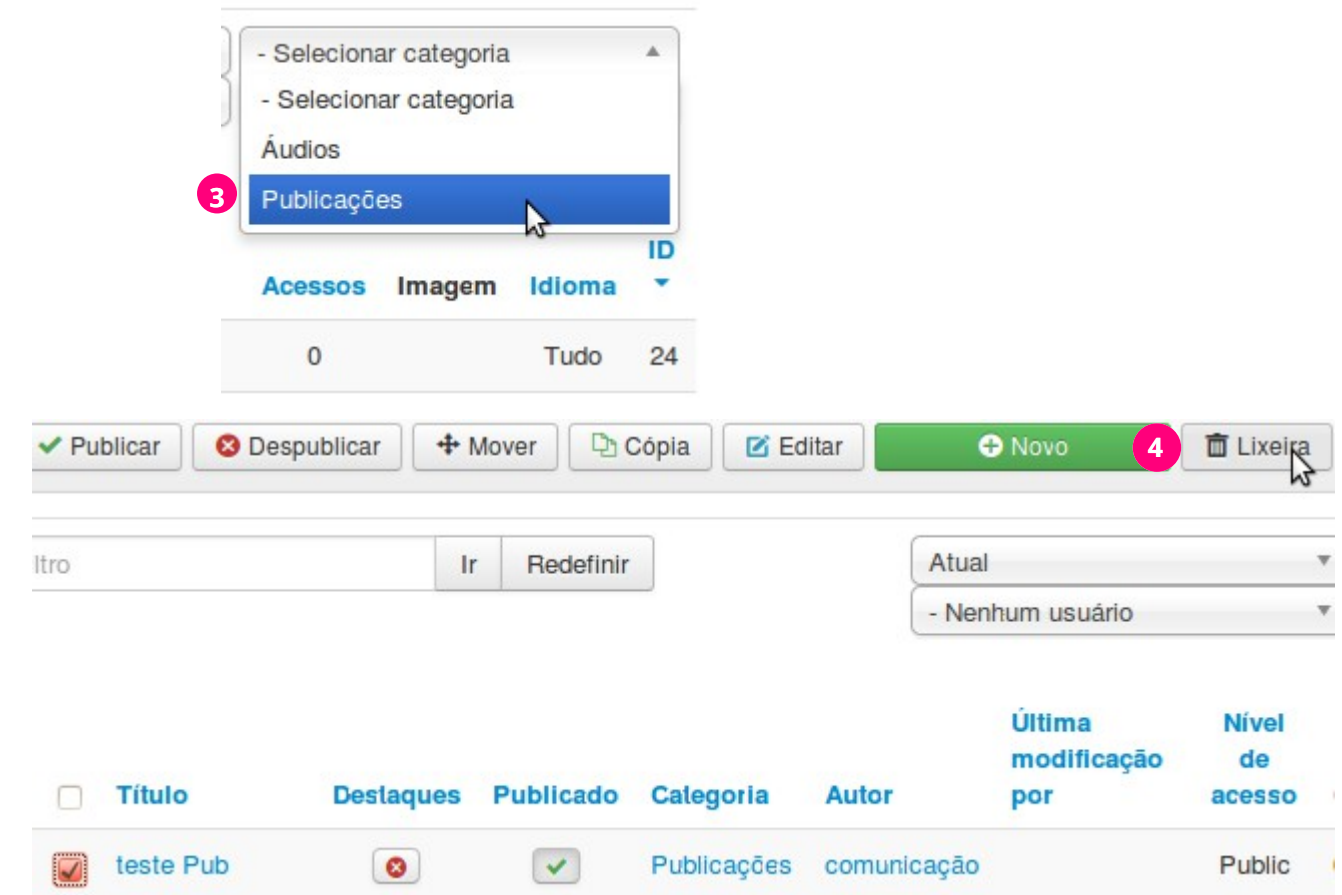 - Selecionar categoria
- Selecionar categoria
Áudios
3 Publicações
ID
Acessos Imagem Idioma
0 Tudo 24
Publicar Despublicar Mover Cópia Editar Novo 4 Lixeira
ltro Ir Redefinir Atual
- Nenhum usuário
Última Nível
modificação de
Título Destaques Publicado Categoria Autor por acesso
teste Pub Publicações comunicação Public